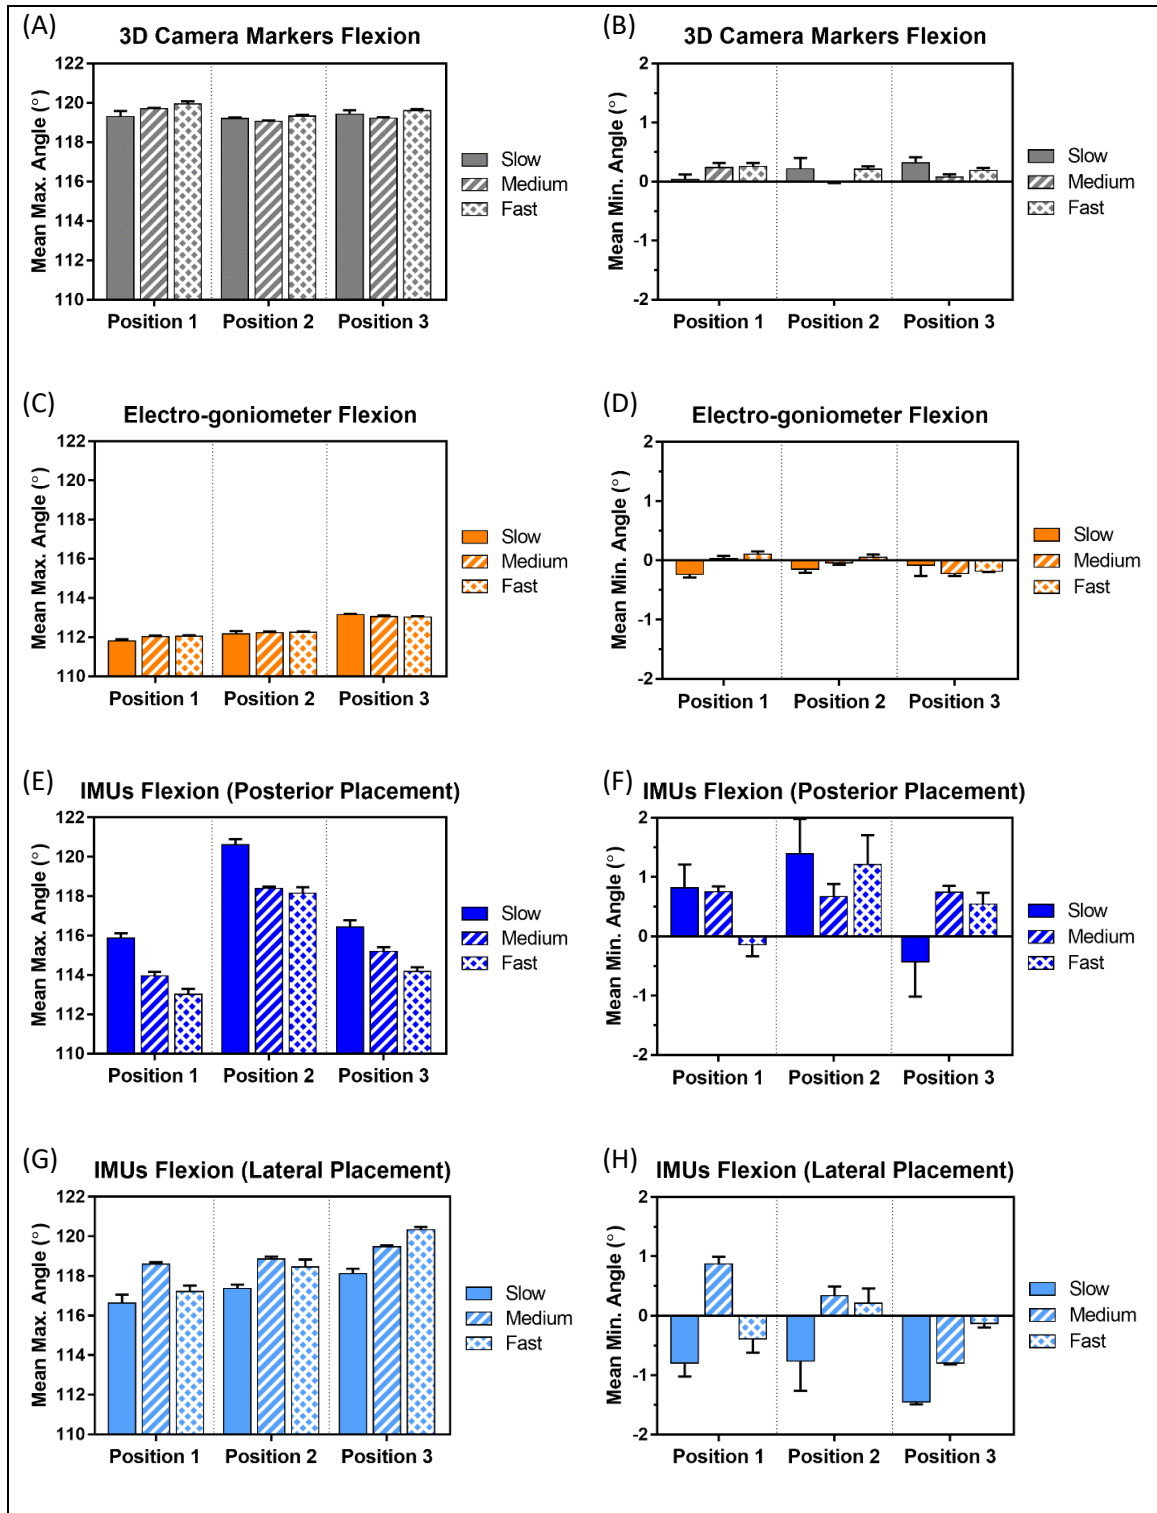 (A)
3D Camera Markers Flexion
Mean Max. Angle (°)
122
120
118
116
114
112
110
Position 1
Position 2
Position 3
Slow
Medium
Fast
(B)
3D Camera Markers Flexion
Mean Min. Angle (°)
2
1
0
-1
-2
Position 1
Position 2
Position 3
Slow
Medium
Fast
(C)
Electro-goniometer Flexion
Mean Max. Angle (°)
122
120
118
116
114
112
110
Position 1
Position 2
Position 3
Slow
Medium
Fast
(D)
Electro-goniometer Flexion
Mean Min. Angle (°)
2
1
0
-1
-2
Position 1
Position 2
Position 3
Slow
Medium
Fast
(E)
IMUs Flexion (Posterior Placement)
Mean Max. Angle (°)
122
120
118
116
114
112
110
Position 1
Position 2
Position 3
Slow
Medium
Fast
(F)
IMUs Flexion (Posterior Placement)
Mean Min. Angle (°)
2
1
0
-1
-2
Position 1
Position 2
Position 3
Slow
Medium
Fast
(G)
IMUs Flexion (Lateral Placement)
Mean Max. Angle (°)
122
120
118
116
114
112
110
Position 1
Position 2
Position 3
Slow
Medium
Fast
(H)
IMUs Flexion (Lateral Placement)
Mean Min. Angle (°)
2
1
0
-1
-2
Position 1
Position 2
Position 3
Slow
Medium
Fast